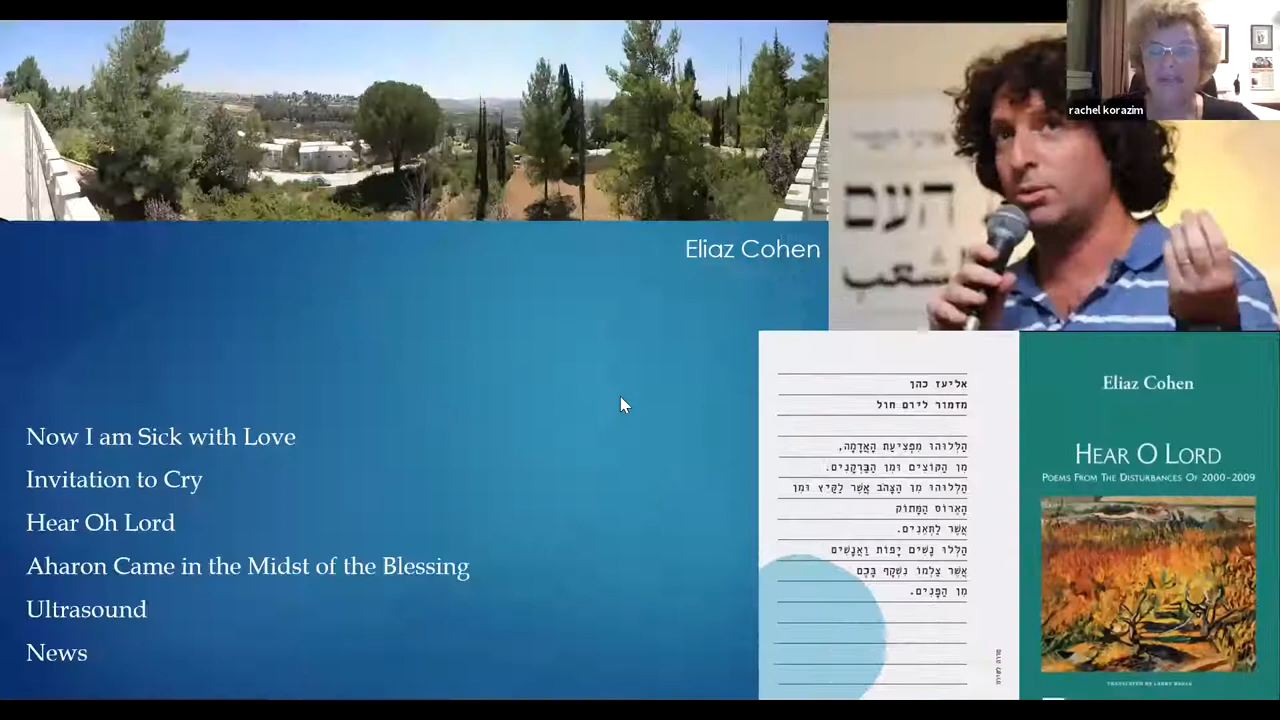 rachel korazim
העם
Eliaz Cohen
Now I am Sick with Love
Invitation to Cry
Hear Oh Lord
Aharon Came in the Midst of the Blessing
Ultrasound
News
אליעז כהן
מזמור ליום חול
הַלְלוּהוּ מִפְּצִיעַת הָאֲדָמָה,
מִן הַקּוֹצִים וּמִן הַבַּרְקָנִים.
הַלְלוּהוּ מִן הַצָּהֹב אֲשֶׁר לַקַּיִץ וּמִן
הָאֵרוֹס הַמָּתוֹק
אֲשֶׁר לַתְּאֵנִים.
הַלְלוּ נָשִׁים יָפוֹת וַאֲנָשִׁים
אֲשֶׁר צַלְמוֹ נִשְׁקָף בָּכֶם
מִן הַפָּנִים.
Eliaz Cohen
HEAR O LORD
POEMS FROM THE DISTURBANCES OF 2000-2009